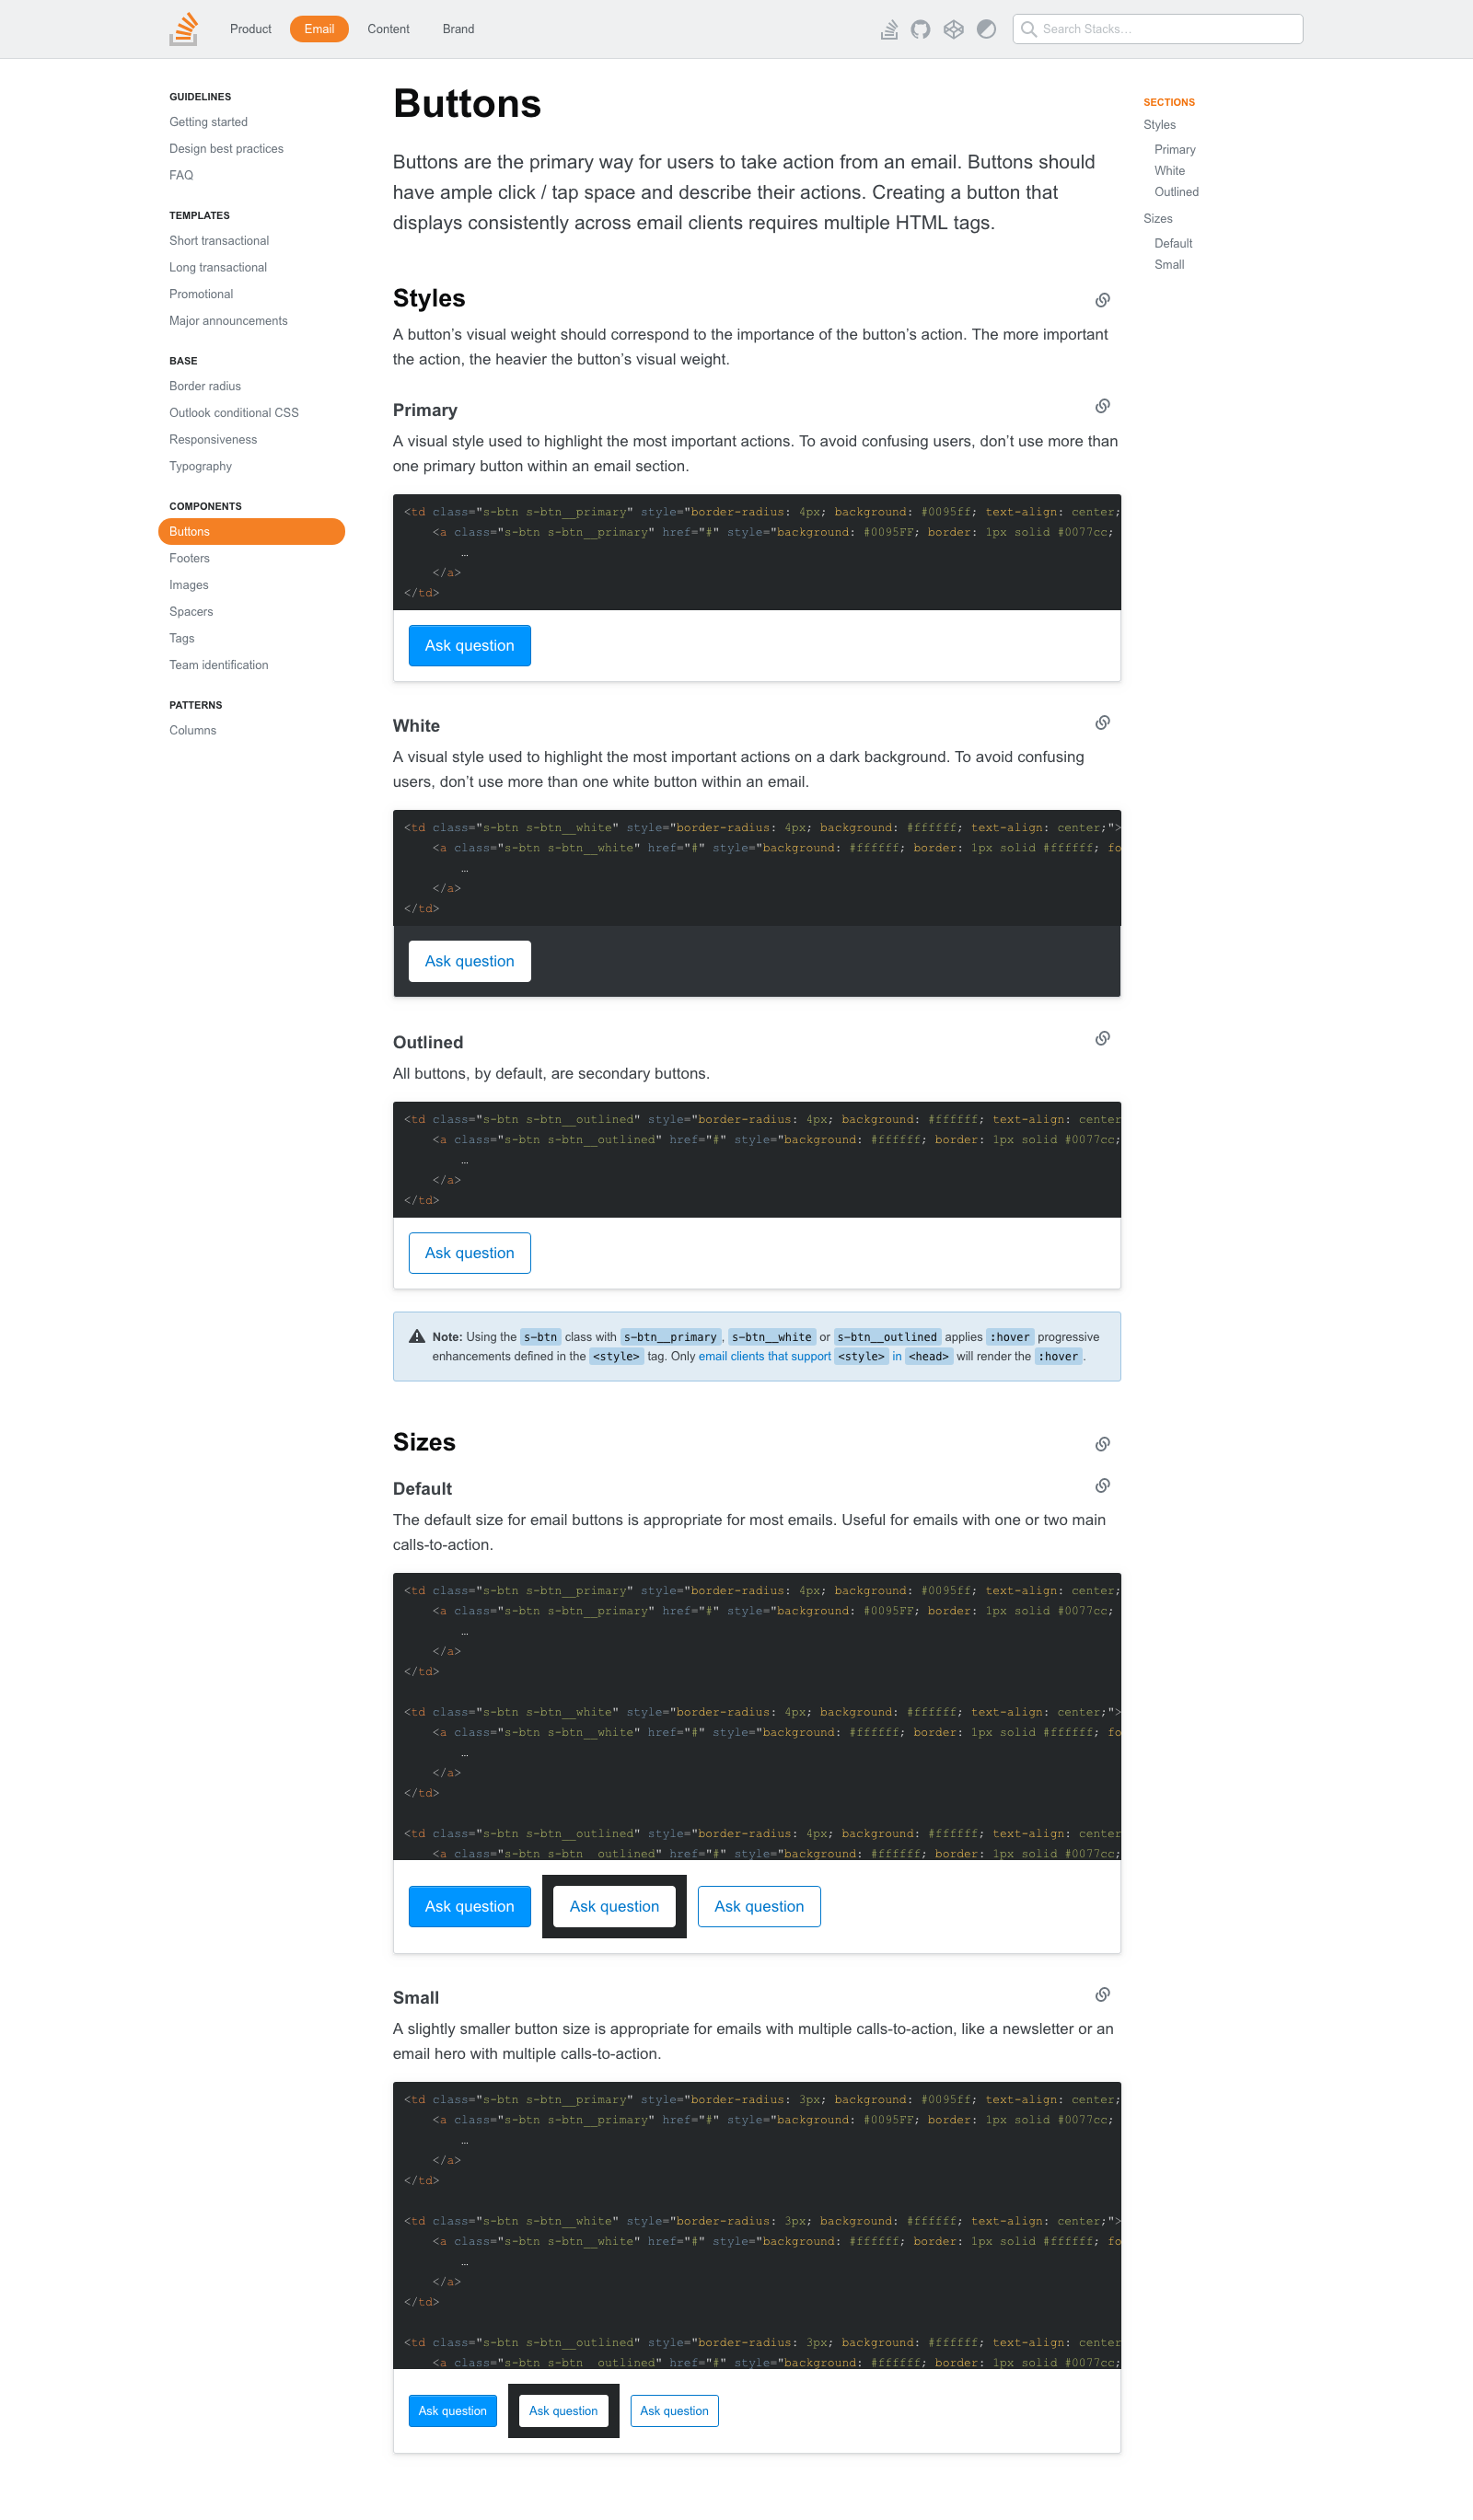 Product Email Content Brand Search Stacks…
GUIDELINES
Getting started
Design best practices
FAQ
TEMPLATES
Short transactional
Long transactional
Promotional
Major announcements
BASE
Border radius
Outlook conditional CSS
Responsiveness
Typography
COMPONENTS
Buttons
Footers
Images
Spacers
Tags
Team identification
PATTERNS
Columns
Buttons
Buttons are the primary way for users to take action from an email. Buttons should
have ample click / tap space and describe their actions. Creating a button that
displays consistently across email clients requires multiple HTML tags.
Styles
A button’s visual weight should correspond to the importance of the button’s action. The more important
the action, the heavier the button’s visual weight.
Primary
A visual style used to highlight the most important actions. To avoid confusing users, don’t use more than
one primary button within an email section.
<td class="s-btn s-btn__primary" style="border-radius: 4px; background: #0095ff; text-align: center;
<a class="s-btn s-btn__primary" href="#" style="background: #0095FF; border: 1px solid #0077cc;
…
</a>
</td>
Ask question
White
A visual style used to highlight the most important actions on a dark background. To avoid confusing
users, don’t use more than one white button within an email.
<td class="s-btn s-btn__white" style="border-radius: 4px; background: #ffffff; text-align: center;">
<a class="s-btn s-btn__white" href="#" style="background: #ffffff; border: 1px solid #ffffff; fo
…
</a>
</td>
Ask question
Outlined
All buttons, by default, are secondary buttons.
<td class="s-btn s-btn__outlined" style="border-radius: 4px; background: #ffffff; text-align: center
<a class="s-btn s-btn__outlined" href="#" style="background: #ffffff; border: 1px solid #0077cc;
…
</a>
</td>
Ask question
Note: Using the s-btn class with s-btn__primary, s-btn__white or s-btn__outlined applies :hover progressive
enhancements defined in the <style> tag. Only email clients that support <style> in <head> will render the :hover.
Sizes
Default
The default size for email buttons is appropriate for most emails. Useful for emails with one or two main
calls-to-action.
<td class="s-btn s-btn__primary" style="border-radius: 4px; background: #0095ff; text-align: center;
<a class="s-btn s-btn__primary" href="#" style="background: #0095FF; border: 1px solid #0077cc;
…
</a>
</td>
<td class="s-btn s-btn__white" style="border-radius: 4px; background: #ffffff; text-align: center;">
<a class="s-btn s-btn__white" href="#" style="background: #ffffff; border: 1px solid #ffffff; fo
…
</a>
</td>
<td class="s-btn s-btn__outlined" style="border-radius: 4px; background: #ffffff; text-align: center
<a class="s-btn s-btn__outlined" href="#" style="background: #ffffff; border: 1px solid #0077cc;
Ask question Ask question Ask question
Small
A slightly smaller button size is appropriate for emails with multiple calls-to-action, like a newsletter or an
email hero with multiple calls-to-action.
<td class="s-btn s-btn__primary" style="border-radius: 3px; background: #0095ff; text-align: center;
<a class="s-btn s-btn__primary" href="#" style="background: #0095FF; border: 1px solid #0077cc;
…
</a>
</td>
<td class="s-btn s-btn__white" style="border-radius: 3px; background: #ffffff; text-align: center;">
<a class="s-btn s-btn__white" href="#" style="background: #ffffff; border: 1px solid #ffffff; fo
…
</a>
</td>
<td class="s-btn s-btn__outlined" style="border-radius: 3px; background: #ffffff; text-align: center
<a class="s-btn s-btn__outlined" href="#" style="background: #ffffff; border: 1px solid #0077cc;
Ask question Ask question Ask question
SECTIONS
Styles
Primary
White
Outlined
Sizes
Default
Small